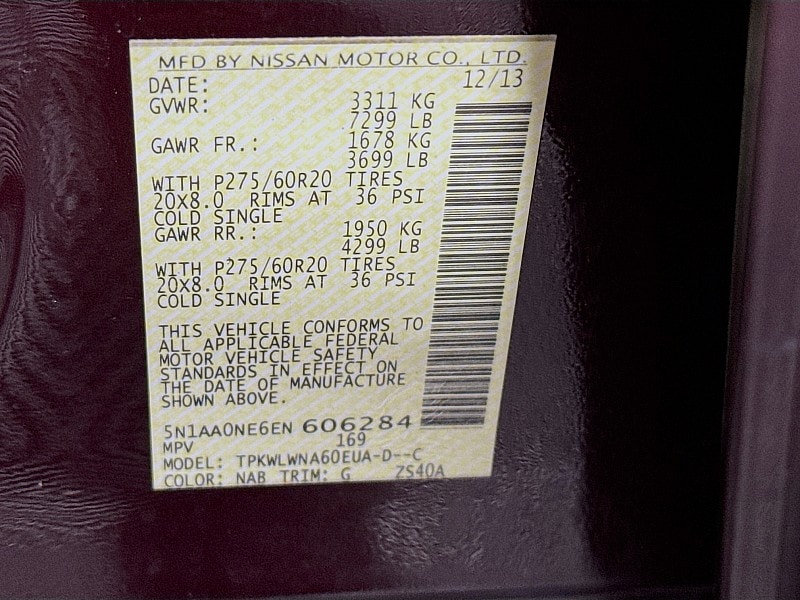 MFD BY NISSAN MOTOR CO., LTD.
DATE: 12/13
GVWR: 3311 KG
7299 LB
GAWR FR.: 1678 KG
3699 LB
WITH P275/60R20 TIRES
20X8.0 RIMS AT 36 PSI
COLD SINGLE
GAWR RR.: 1950 KG
4299 LB
WITH P275/60R20 TIRES
20X8.0 RIMS AT 36 PSI
COLD SINGLE
THIS VEHICLE CONFORMS TO
ALL APPLICABLE FEDERAL
MOTOR VEHICLE SAFETY
STANDARDS IN EFFECT ON
THE DATE OF MANUFACTURE
SHOWN ABOVE.
5N1AA0NE6EN 606284
MPV 169
MODEL: TPKWLWNA60EUA-D--C
COLOR: NAB TRIM: G ZS40A